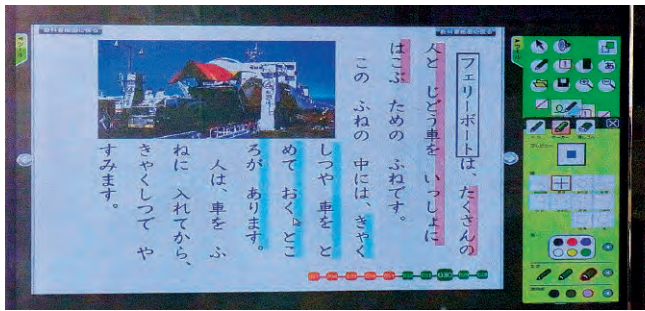 フェリーボートは、たくさんの
人と じどう車を いっしょに
はこぶ ための ふねです。
この ふねの 中には、きゃく
しつや 車を と
めて おく とこ
ろが あります。
人は、車を ふ
ねに 入れてから、
きゃくしつで や
すみます。